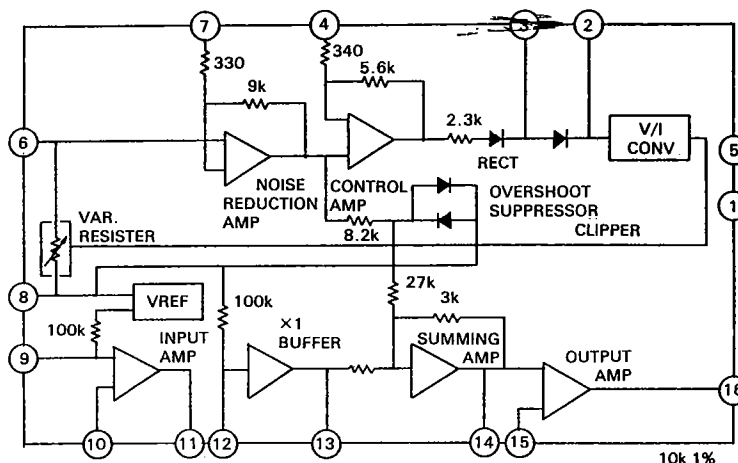 7
4
2
330
340
5.6k
9k
2.3k
6
V/I
CONV
5
RECT
NOISE
REDUCTION
AMP
CONTROL
AMP
OVERSHOOT
SUPPRESSOR
CLIPPER
1
VAR.
RESISTER
8.2k
8
VREF
100k
27k
3k
100k
INPUT
AMP
×1
BUFFER
SUMMING
AMP
OUTPUT
AMP
9
10
11
12
13
14
15
10k 1%